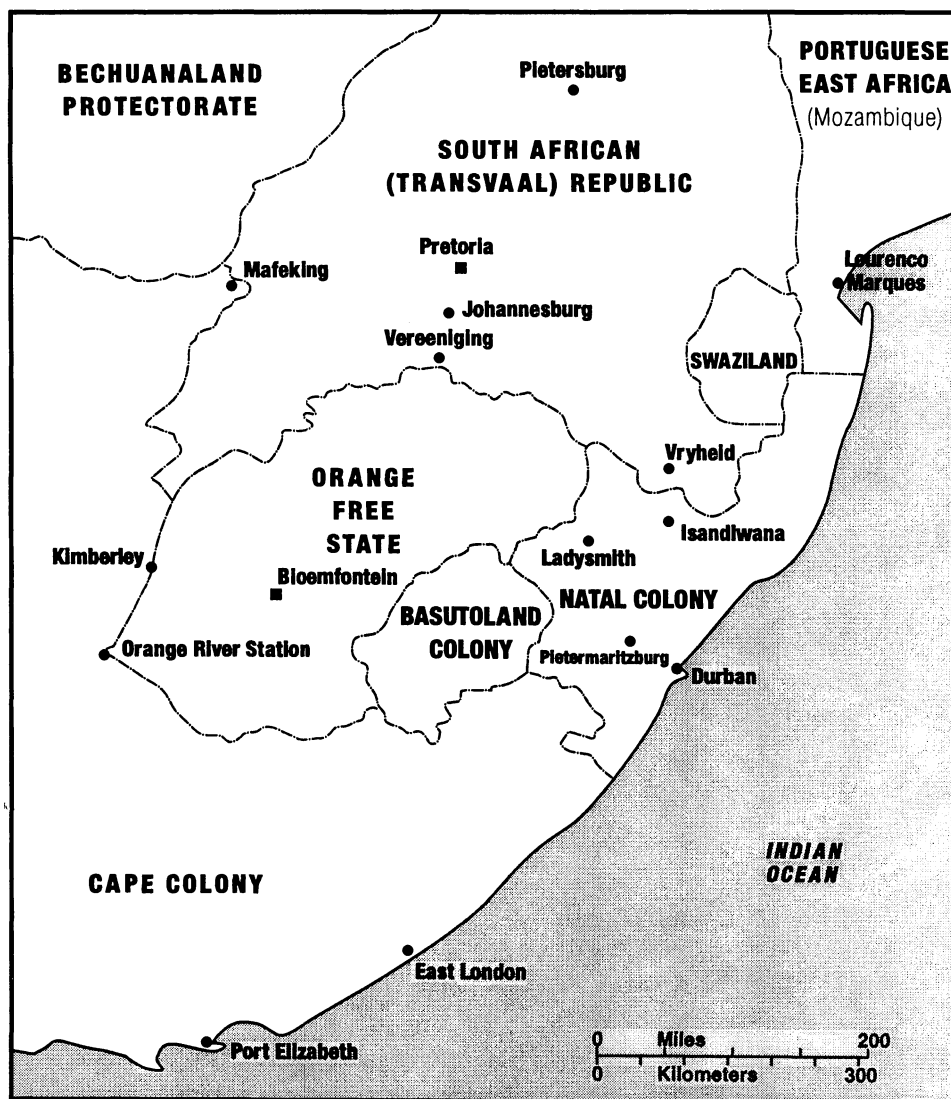 BECHUANALAND
PROTECTORATE
Pietersburg
PORTUGUESE
EAST AFRICA
(Mozambique)
SOUTH AFRICAN
(TRANSVAAL) REPUBLIC
Pretoria
Mafeking
Lourenco
Marques
Johannesburg
Vereeniging
SWAZILAND
Vryheid
ORANGE
FREE
STATE
Isandlwana
Kimberley
Ladysmith
Bloemfontein
NATAL COLONY
BASUTOLAND
COLONY
Orange River Station
Pietermaritzburg
Durban
INDIAN
OCEAN
CAPE COLONY
East London
Port Elizabeth
0 Miles 200
0 Kilometers 300